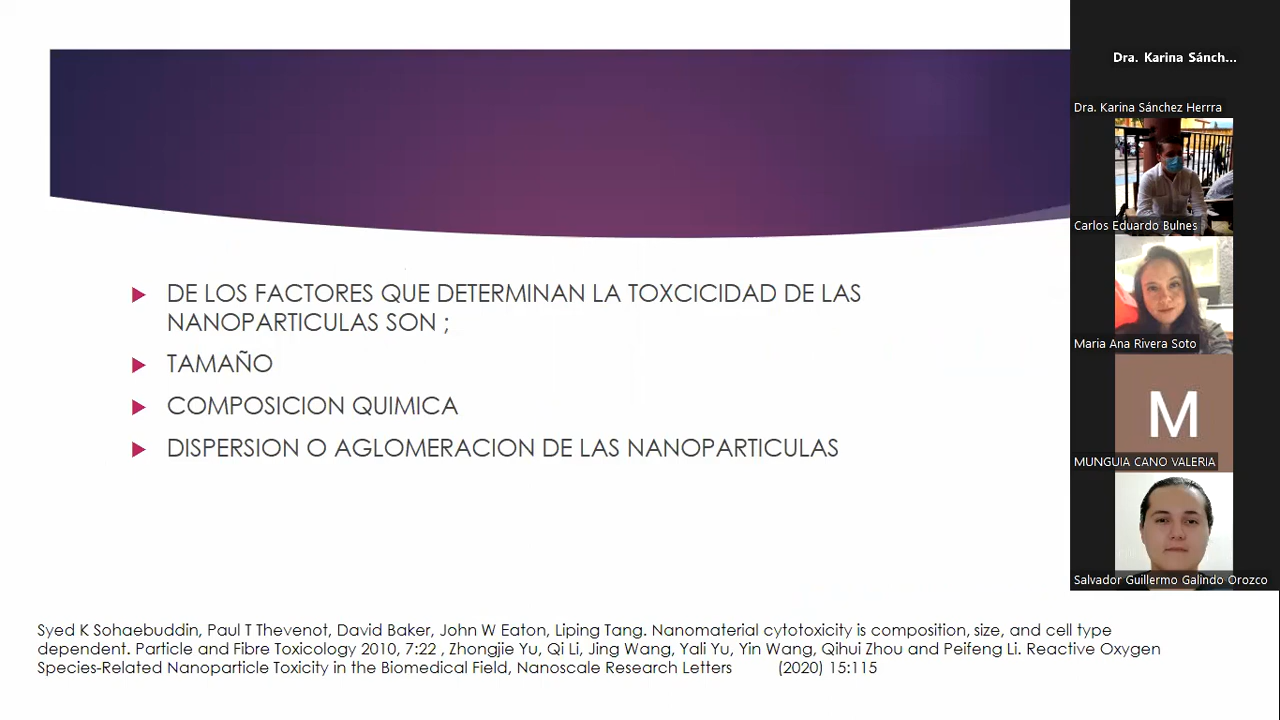 DE LOS FACTORES QUE DETERMINAN LA TOXCICIDAD DE LAS
NANOPARTICULAS SON ;
TAMAÑO
COMPOSICION QUIMICA
DISPERSION O AGLOMERACION DE LAS NANOPARTICULAS
Syed K Sohaebuddin, Paul T Thevenot, David Baker, John W Eaton, Liping Tang. Nanomaterial cytotoxicity is composition, size, and cell type
dependent. Particle and Fibre Toxicology 2010, 7:22 , Zhongjie Yu, Qi Li, Jing Wang, Yali Yu, Yin Wang, Qihui Zhou and Peifeng Li. Reactive Oxygen
Species-Related Nanoparticle Toxicity in the Biomedical Field, Nanoscale Research Letters (2020) 15:115
Dra. Karina Sánch...
Dra. Karina Sánchez Herrra
Carlos Eduardo Bulnes
Maria Ana Rivera Soto
M
MUNGUIA CANO VALERIA
Salvador Guillermo Galindo Orozco